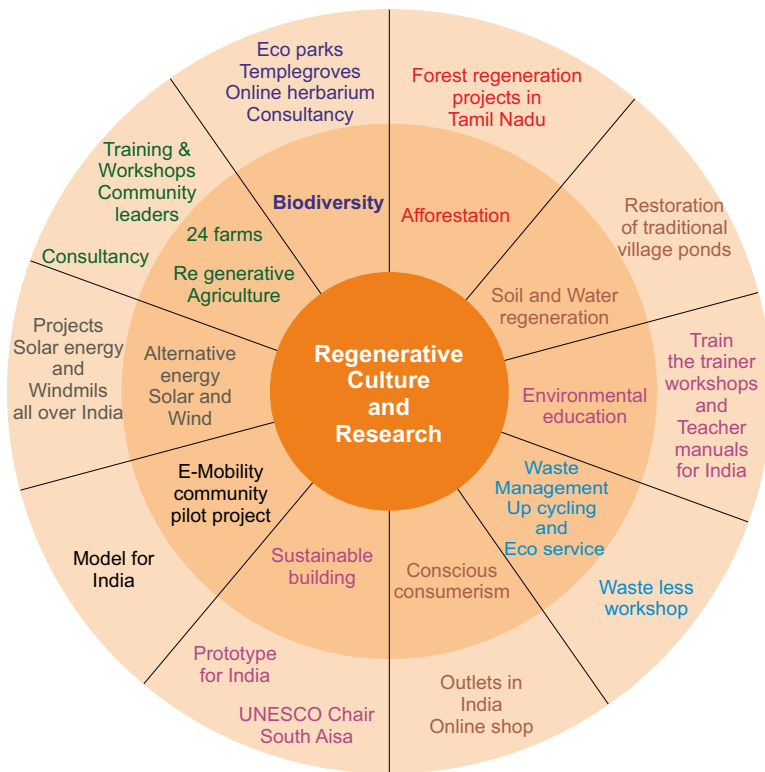 Regenerative
Culture
and
Research
Biodiversity
Eco parks
Templegroves
Online herbarium
Consultancy
Afforestation
Forest regeneration
projects in
Tamil Nadu
Soil and Water
regeneration
Restoration
of traditional
village ponds
Environmental
education
Train
the trainer
workshops
and
Teacher
manuals
for India
Waste
Management
Up cycling
and
Eco service
Waste less
workshop
Conscious
consumerism
Outlets in
India
Online shop
Sustainable
building
Prototype
for India
UNESCO Chair
South Aisa
E-Mobility
community
pilot project
Model for
India
Alternative
energy
Solar and
Wind
Projects
Solar energy
and
Windmils
all over India
24 farms
Re generative
Agriculture
Training &
Workshops
Community
leaders
Consultancy